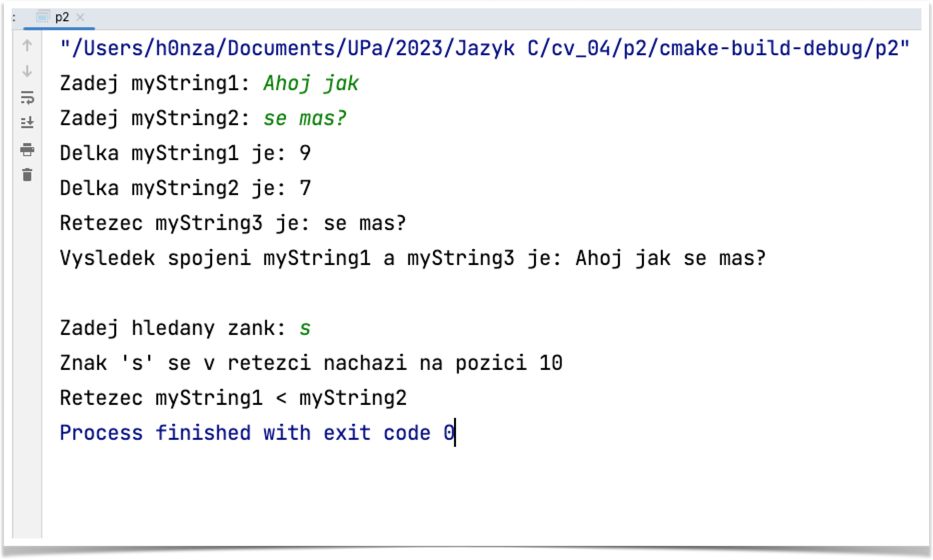 : p2 ×
"/Users/h0nza/Documents/UPa/2023/Jazyk C/cv_04/p2/cmake-build-debug/p2"
Zadej myString1: Ahoj jak
Zadej myString2: se mas?
Delka myString1 je: 9
Delka myString2 je: 7
Retezec myString3 je: se mas?
Vysledek spojeni myString1 a myString3 je: Ahoj jak se mas?
Zadej hledany zank: s
Znak 's' se v retezci nachazi na pozici 10
Retezec myString1 < myString2
Process finished with exit code 0